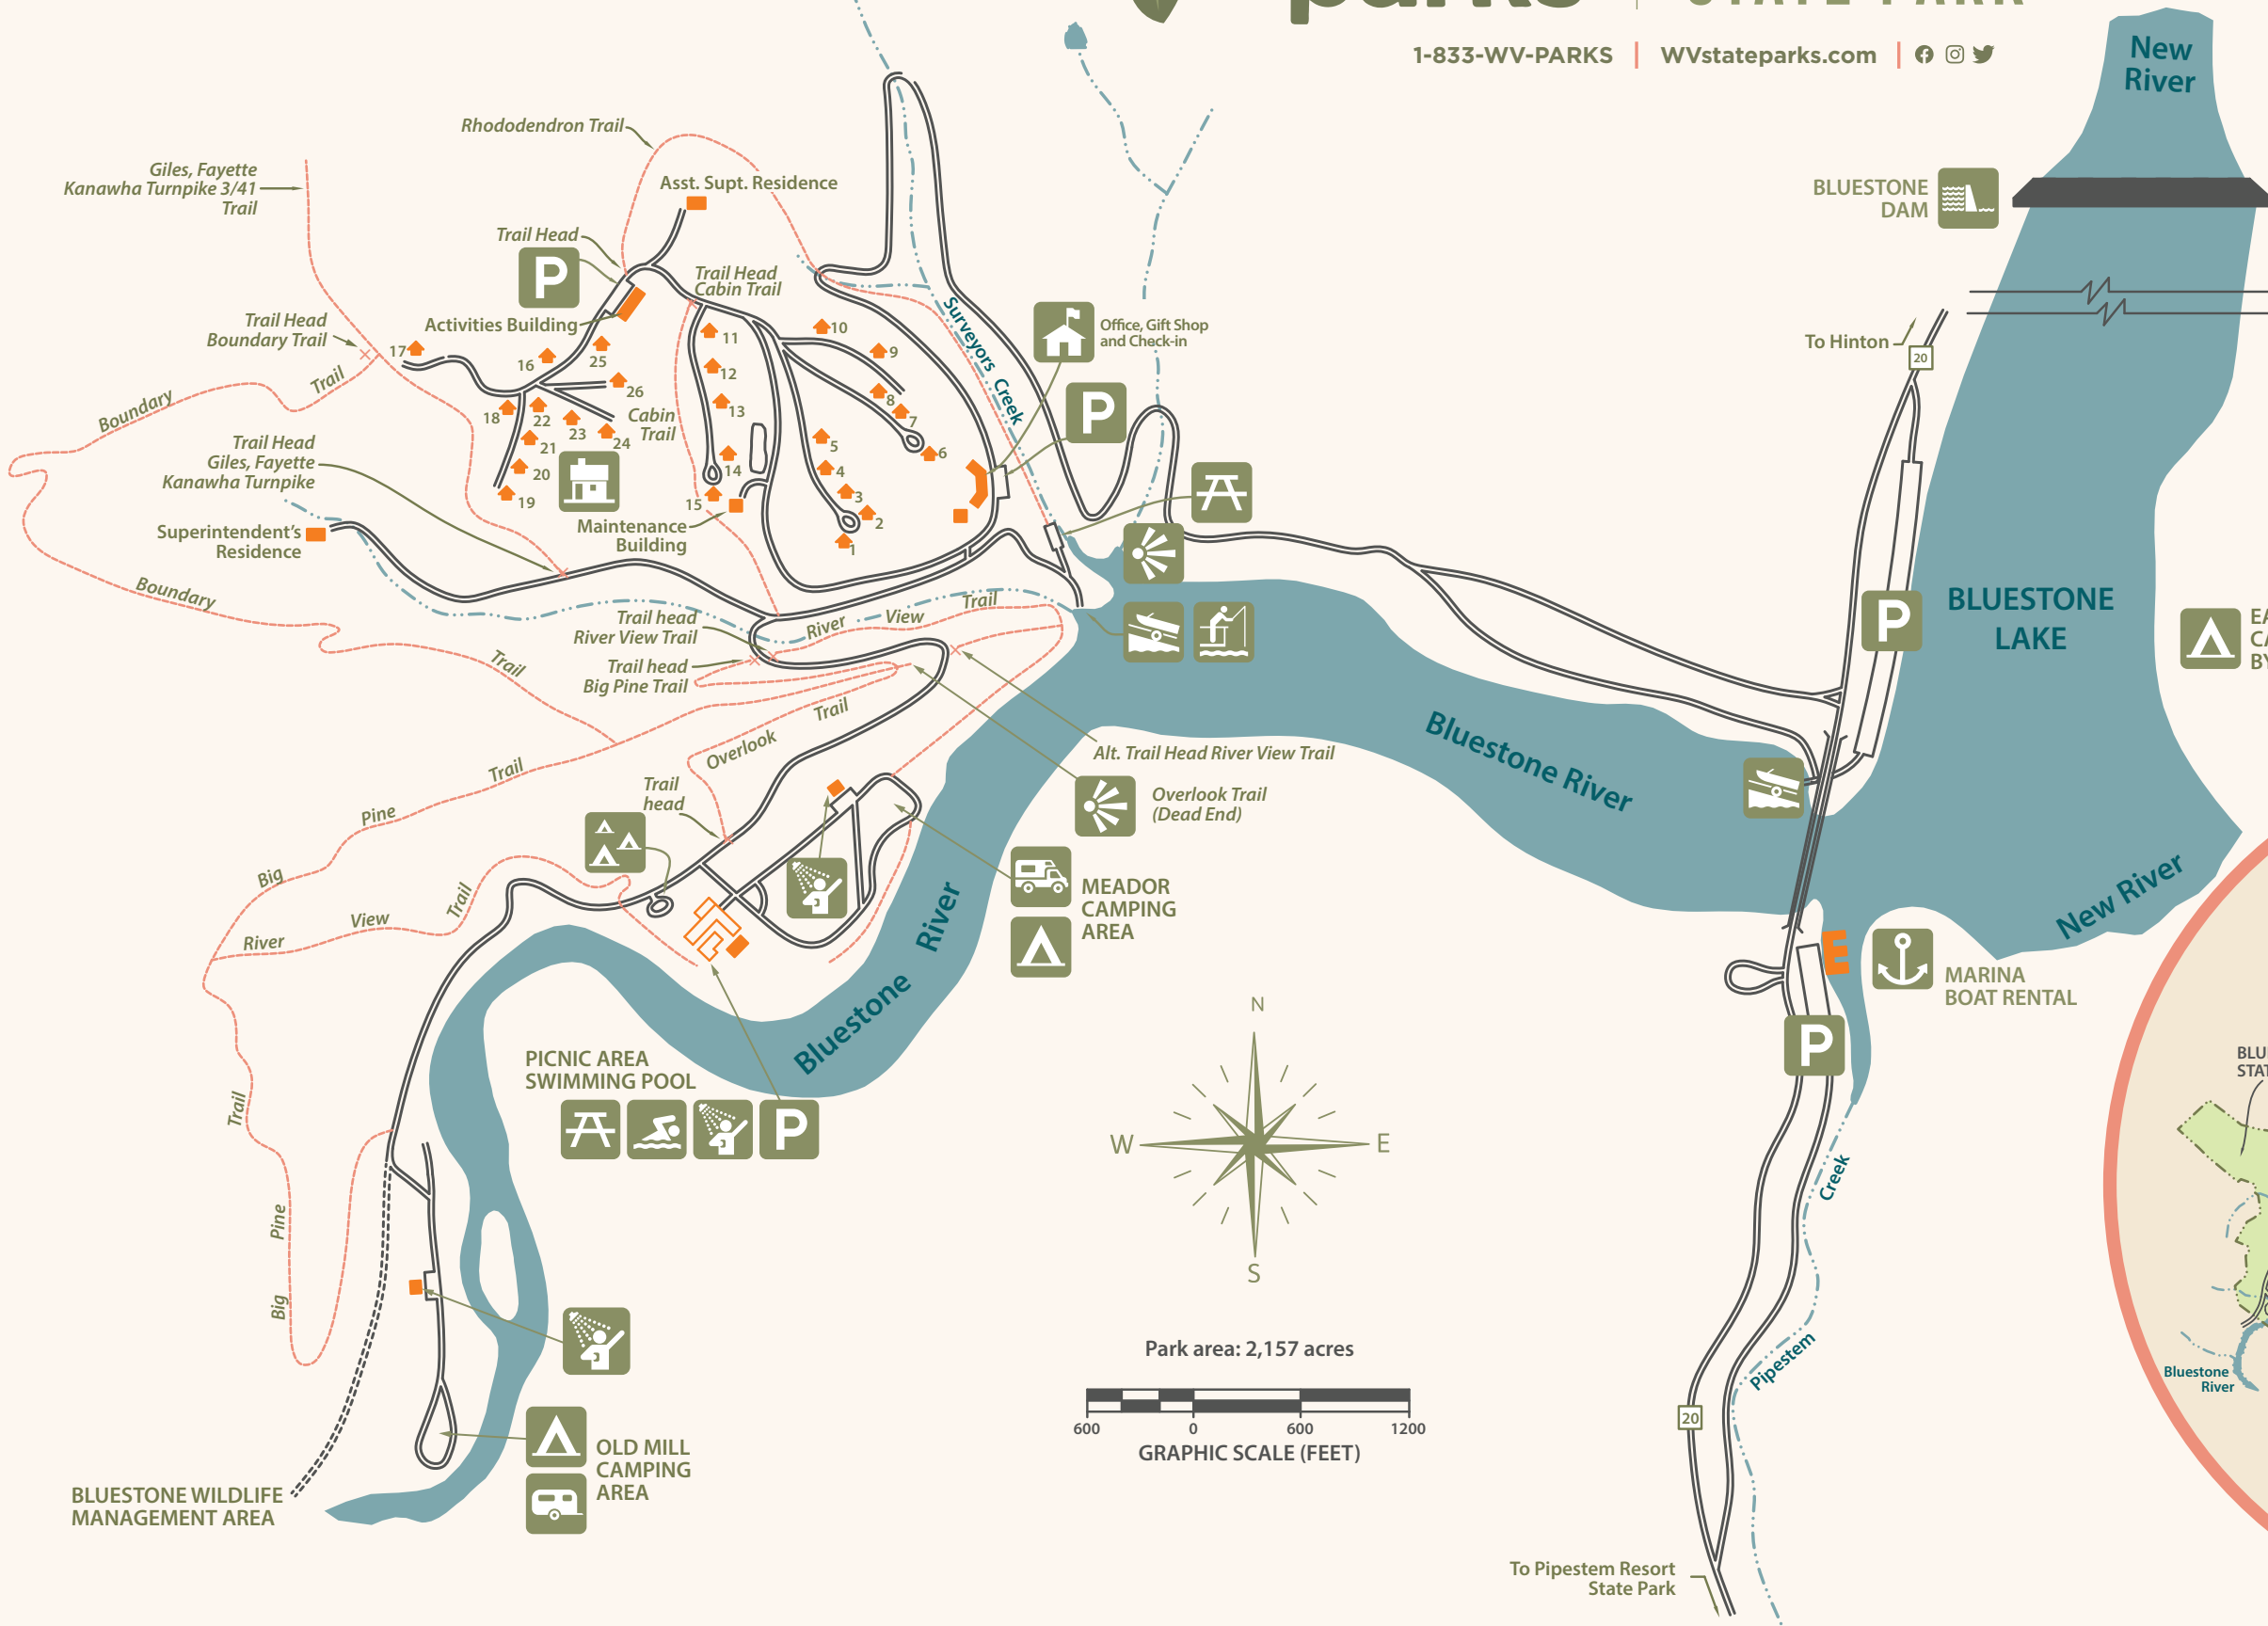 parks
STATE PARK
1-833-WV-PARKS
WVstateparks.com
New
River
Rhododendron Trail
Giles, Fayette
Kanawha Turnpike 3/41
Trail
Asst. Supt. Residence
BLUESTONE
DAM
Trail Head
P
Trail Head
Cabin Trail
Trail Head
Boundary Trail
Activities Building
Surveyors Creek
Office, Gift Shop
and Check-in
To Hinton
20
17
16
25
11
10
9
12
26
8
13
7
P
18
22
23
24
Cabin
Trail
21
5
6
14
4
20
19
15
3
2
1
Boundary
Trail
Trail Head
Giles, Fayette
Kanawha Turnpike
Superintendent's
Residence
Maintenance
Building
Boundary
Trail
Trail head
River View Trail
River View Trail
Trail head
Big Pine Trail
BLUESTONE
LAKE
P
EA
CA
BY
Overlook
Trail
Alt. Trail Head River View Trail
Bluestone River
Overlook Trail
(Dead End)
Trail
head
Big Pine Trail
MEADOR
CAMPING
AREA
River View Trail
Bluestone River
New River
MARINA
BOAT RENTAL
P
PICNIC AREA
SWIMMING POOL
P
N
W
E
S
BLU
STAT
Big Pine Trail
Pipestem Creek
Park area: 2,157 acres
600
0
600
1200
GRAPHIC SCALE (FEET)
Bluestone
River
20
OLD MILL
CAMPING
AREA
BLUESTONE WILDLIFE
MANAGEMENT AREA
To Pipestem Resort
State Park